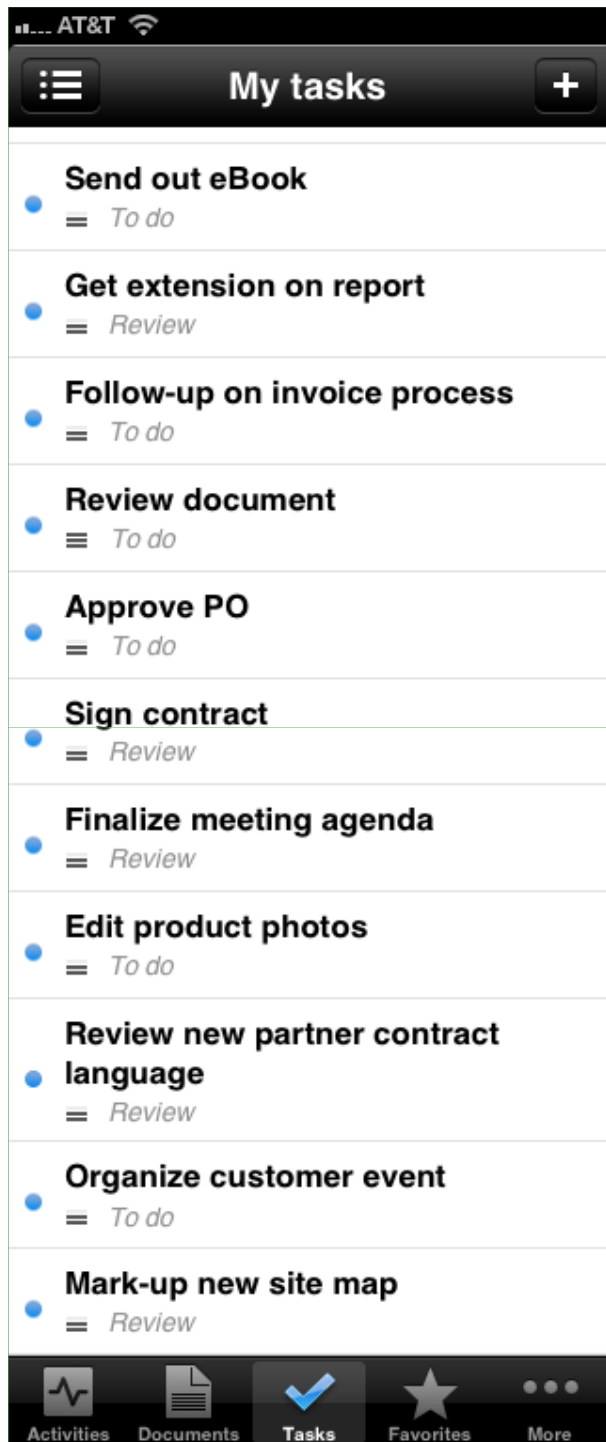 AT&T
My tasks
Send out eBook
To do
Get extension on report
Review
Follow-up on invoice process
To do
Review document
To do
Approve PO
To do
Sign contract
Review
Finalize meeting agenda
Review
Edit product photos
To do
Review new partner contract
language
Review
Organize customer event
To do
Mark-up new site map
Review
Activities Documents Tasks Favorites More